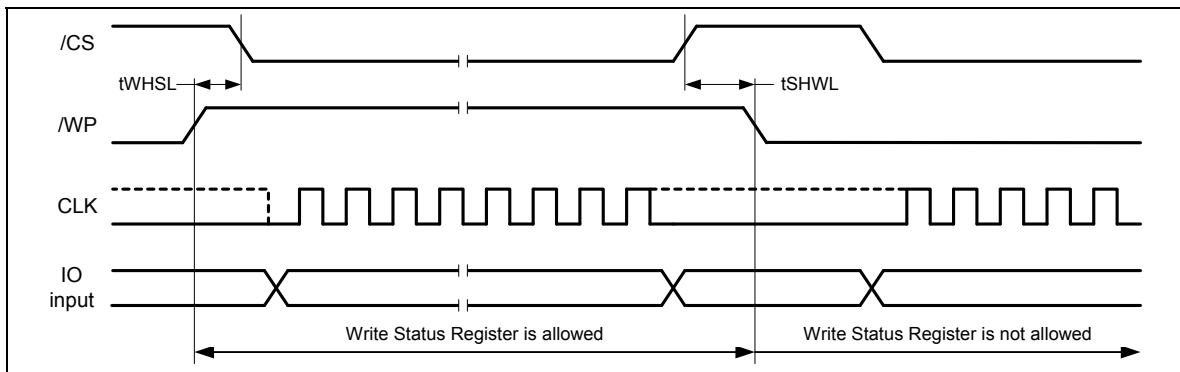 /CS
tWHSL
tSHWL
/WP
CLK
IO
input
Write Status Register is allowed
Write Status Register is not allowed